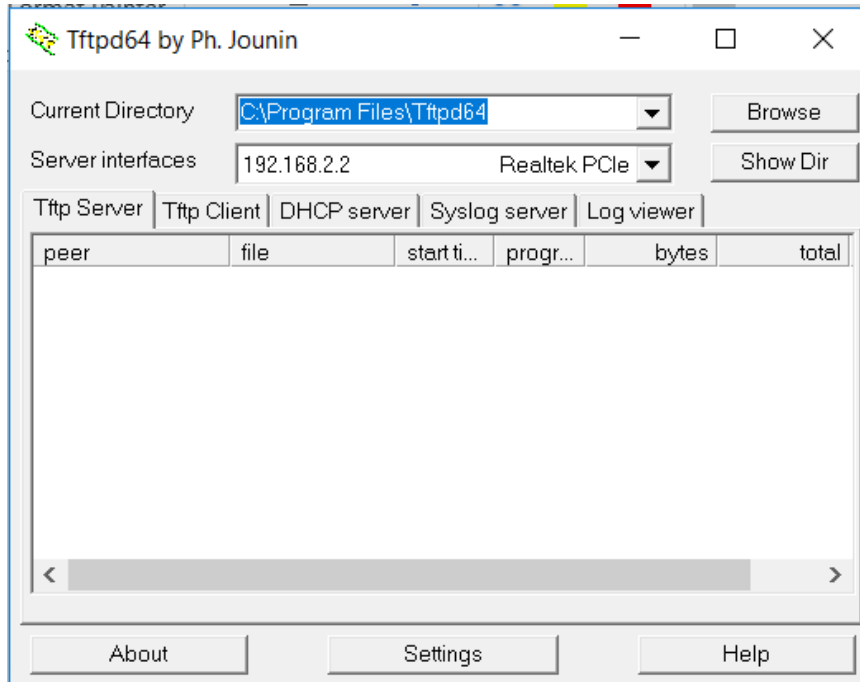 Format Painter
Tftpd64 by Ph. Jounin
Current Directory C:\Program Files\Tftpd64 Browse
Server interfaces 192.168.2.2 Realtek PCIe Show Dir
Tftp Server Tftp Client DHCP server Syslog server Log viewer
peer file start ti... progr... bytes total
About Settings Help